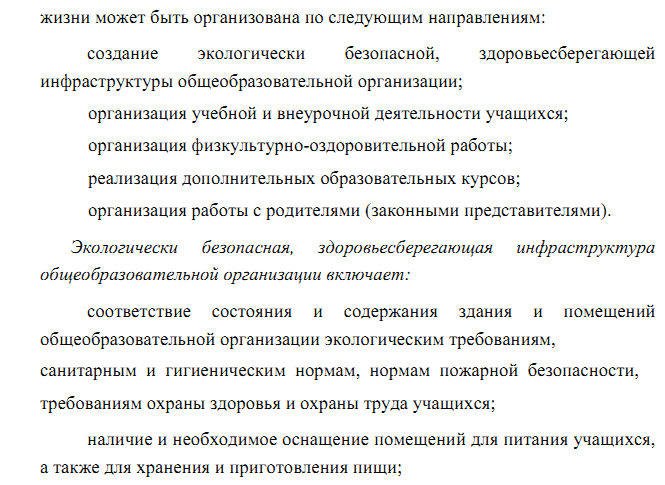 жизни может быть организована по следующим направлениям:
создание экологически безопасной, здоровьесберегающей
инфраструктуры общеобразовательной организации;
организация учебной и внеурочной деятельности учащихся;
организация физкультурно-оздоровительной работы;
реализация дополнительных образовательных курсов;
организация работы с родителями (законными представителями).
Экологически безопасная, здоровьесберегающая инфраструктура
общеобразовательной организации включает:
соответствие состояния и содержания здания и помещений
общеобразовательной организации экологическим требованиям,
санитарным и гигиеническим нормам, нормам пожарной безопасности,
требованиям охраны здоровья и охраны труда учащихся;
наличие и необходимое оснащение помещений для питания учащихся,
а также для хранения и приготовления пищи;